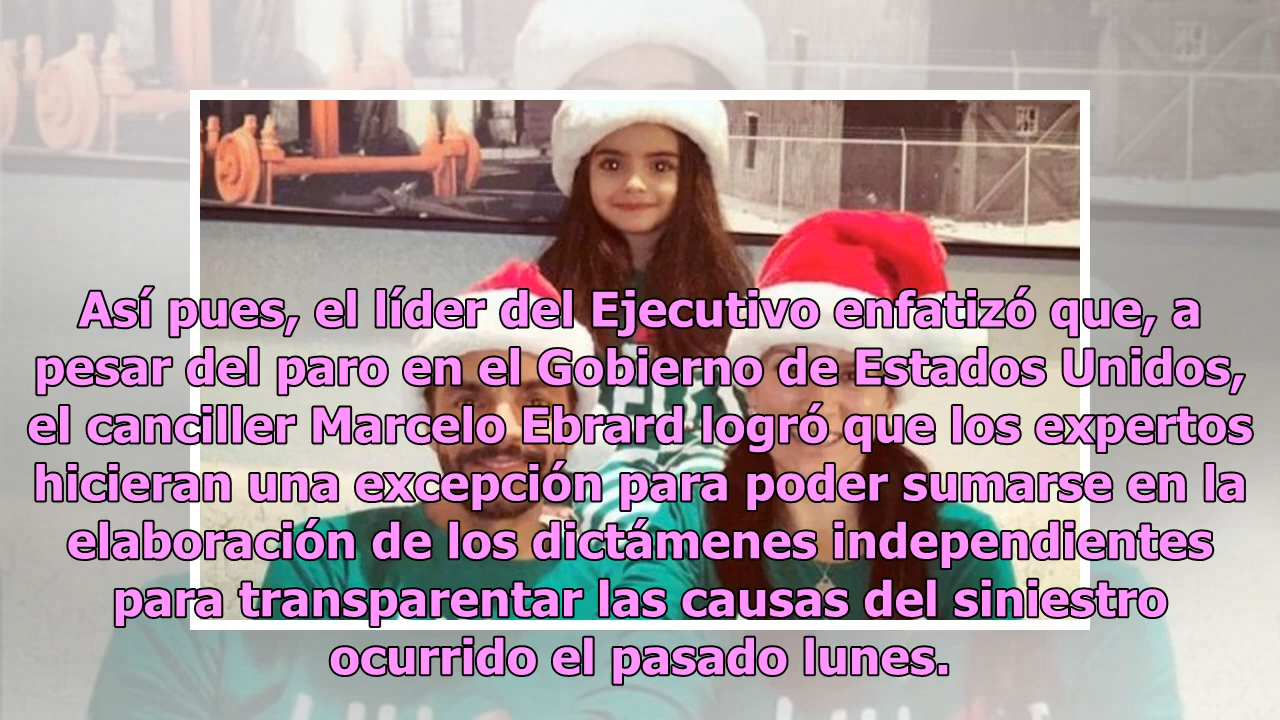 Así pues, el líder del Ejecutivo enfatizó que, a
pesar del paro en el Gobierno de Estados Unidos,
el canciller Marcelo Ebrard logró que los expertos
hicieran una excepción para poder sumarse en la
elaboración de los dictámenes independientes
para transparentar las causas del siniestro
ocurrido el pasado lunes.